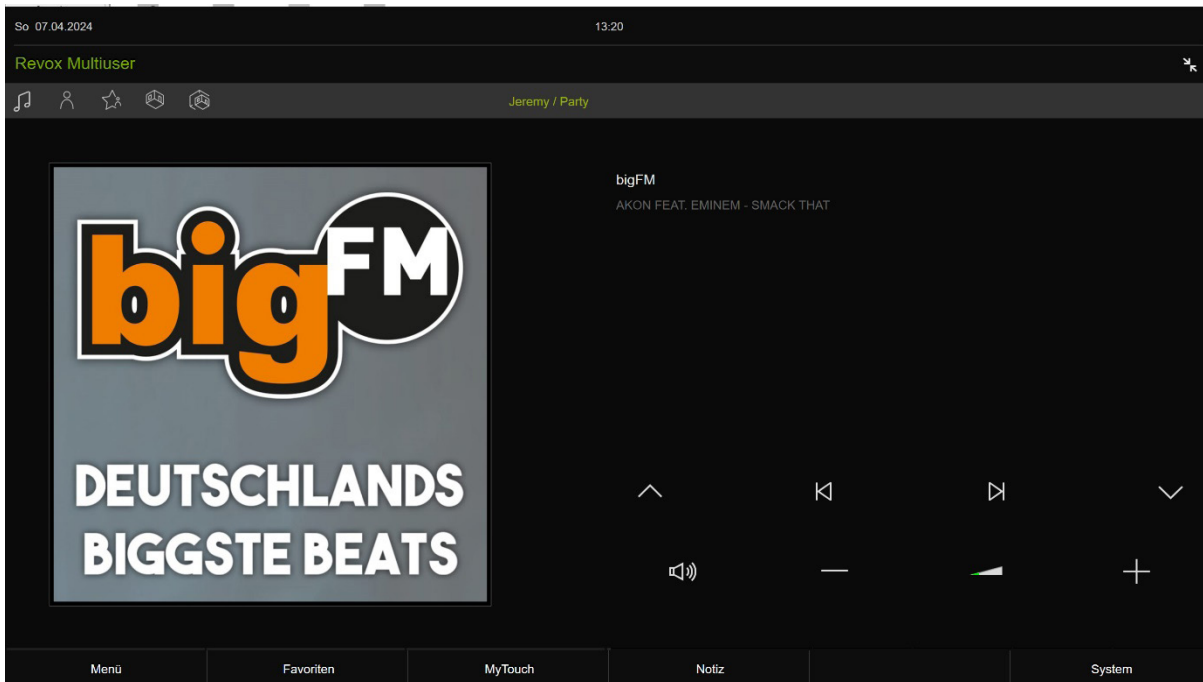 So 07.04.2024
13:20
Revox Multiuser
Jeremy / Party
bigFM
DEUTSCHLANDS
BIGGSTE BEATS
bigFM
AKON FEAT. EMINEM - SMACK THAT
Menü
Favoriten
MyTouch
Notiz
System